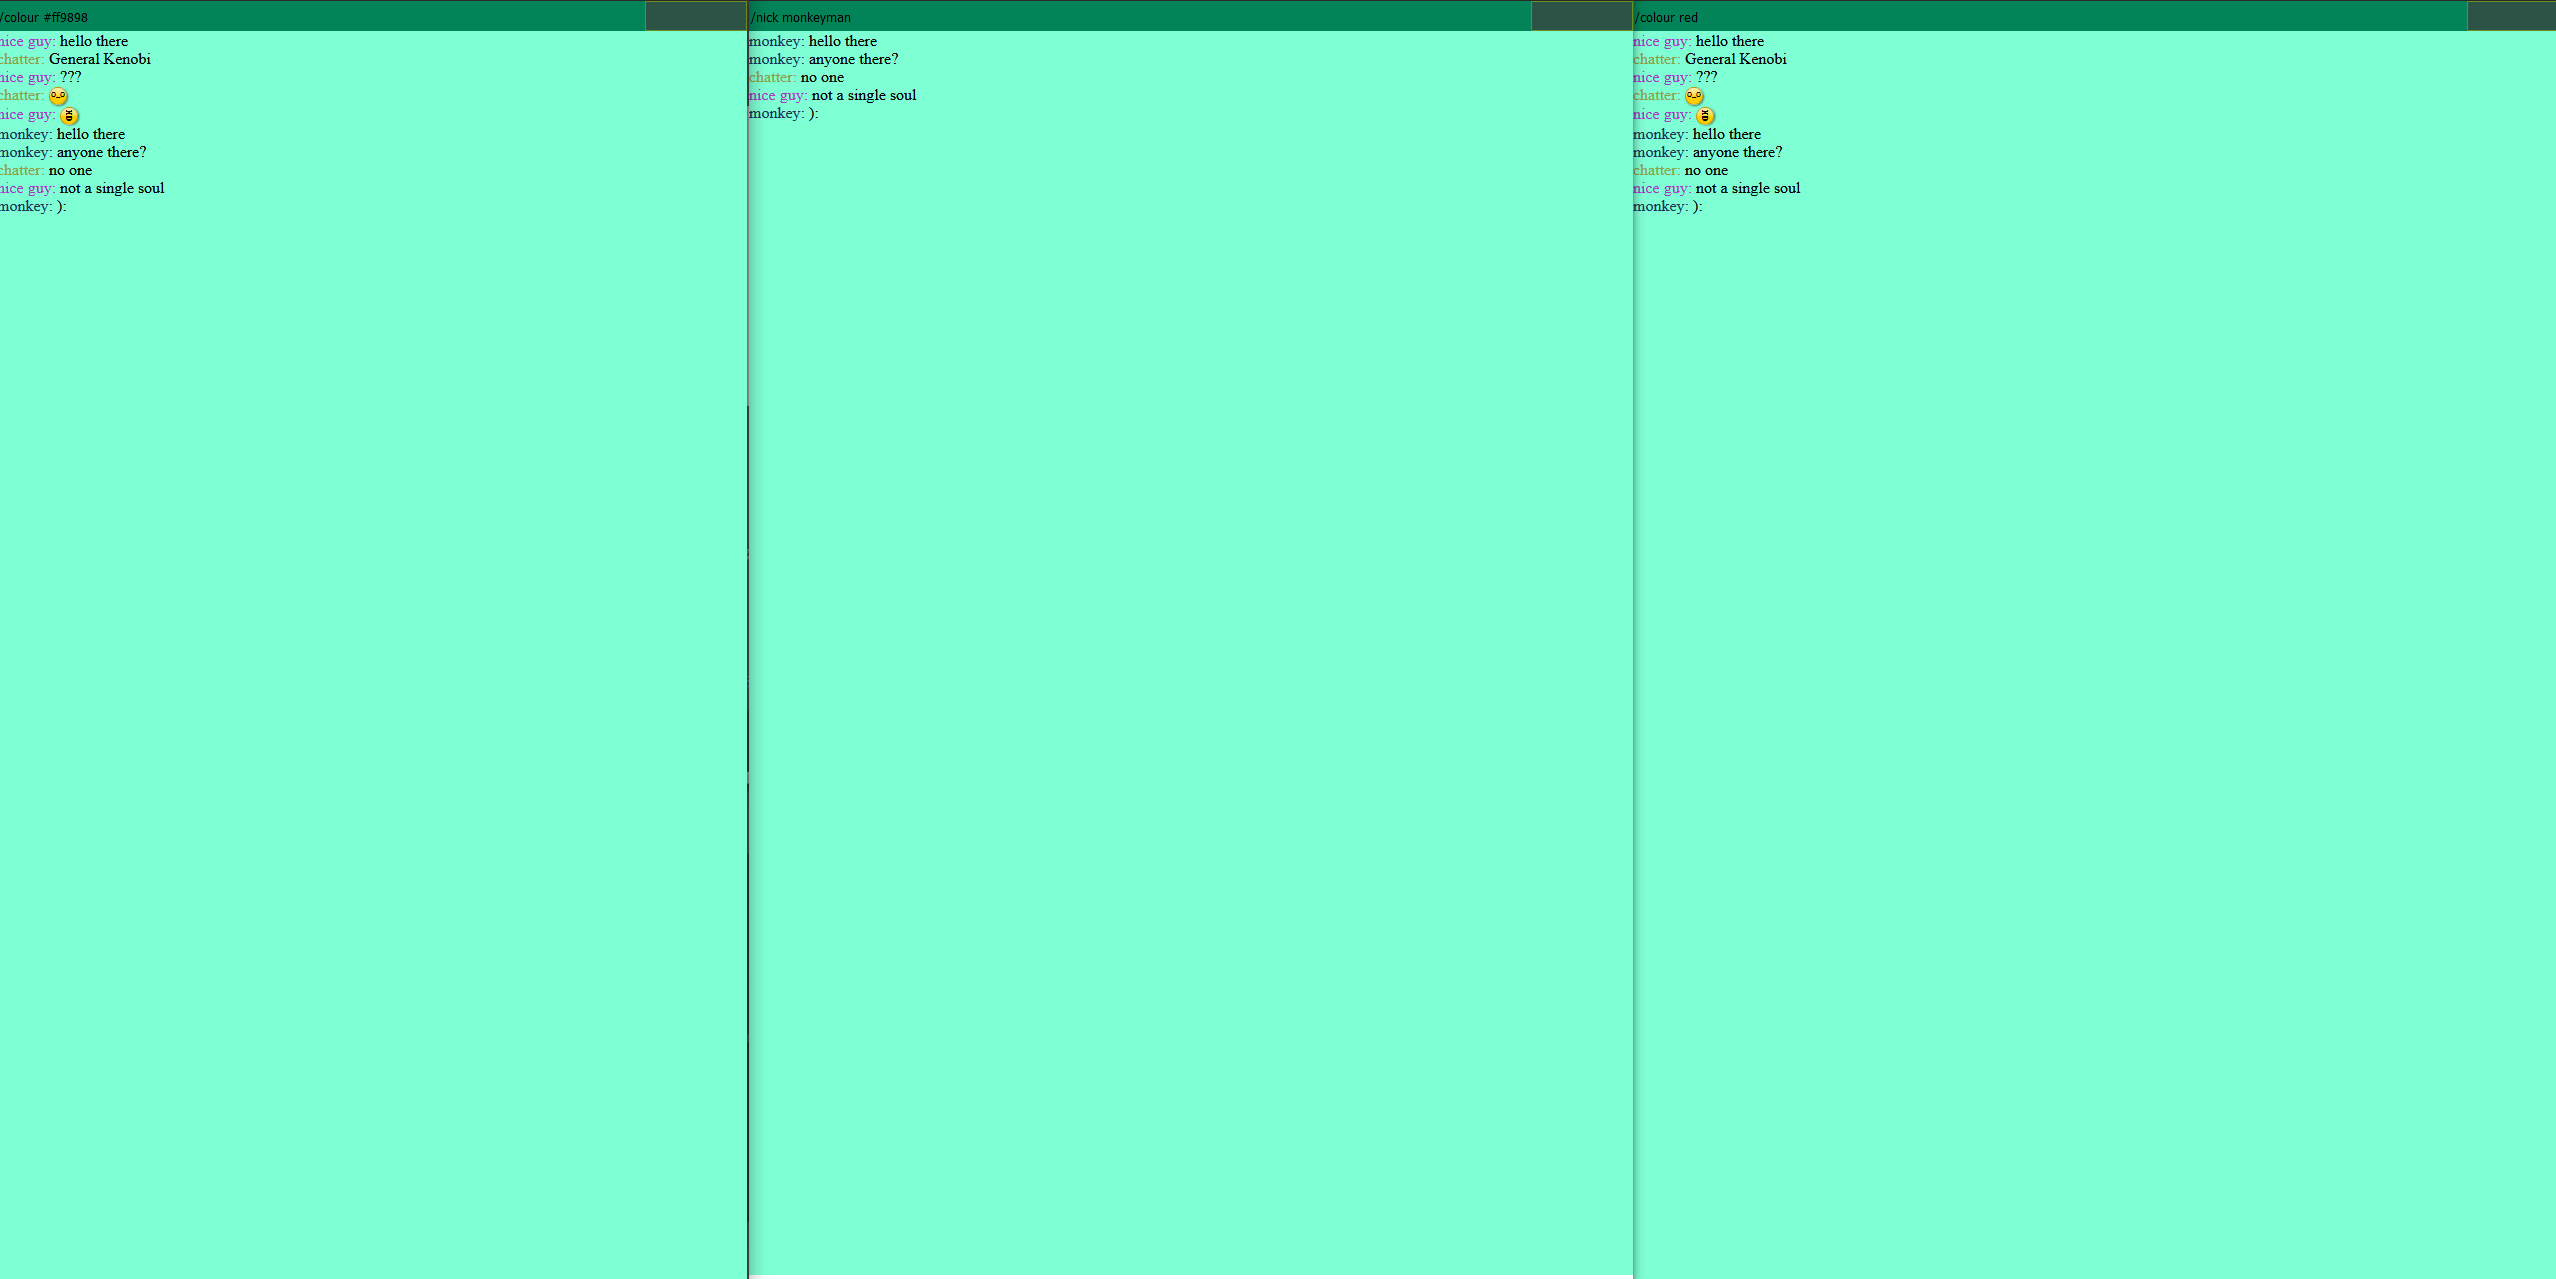 /colour #ff9898
nice guy: hello there
chatter: General Kenobi
nice guy: ???
chatter:
nice guy:
monkey: hello there
monkey: anyone there?
chatter: no one
nice guy: not a single soul
monkey: ):
/nick monkeyman
monkey: hello there
monkey: anyone there?
chatter: no one
nice guy: not a single soul
monkey: ):
/colour red
nice guy: hello there
chatter: General Kenobi
nice guy: ???
chatter:
nice guy:
monkey: hello there
monkey: anyone there?
chatter: no one
nice guy: not a single soul
monkey: ):